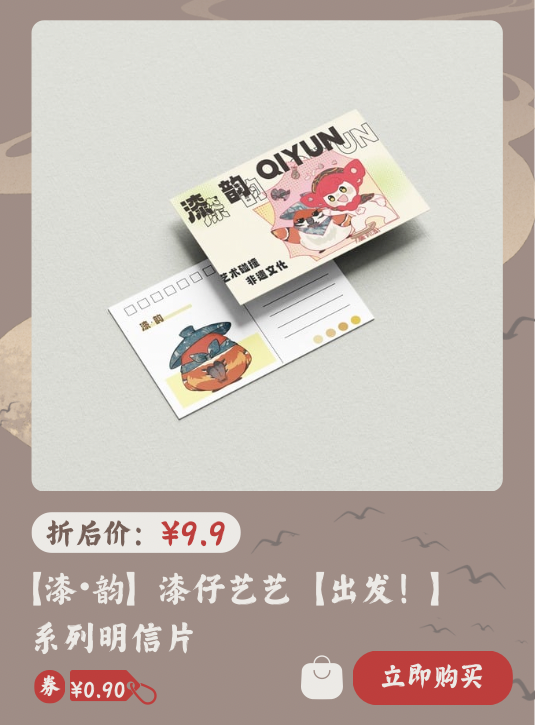 漆 韵 QIYUN
艺术碰撞
非遗文化
漆·韵
折后价：¥9.9
【漆·韵】漆仔艺艺【出发！】
系列明信片
券 ¥0.90
立即购买